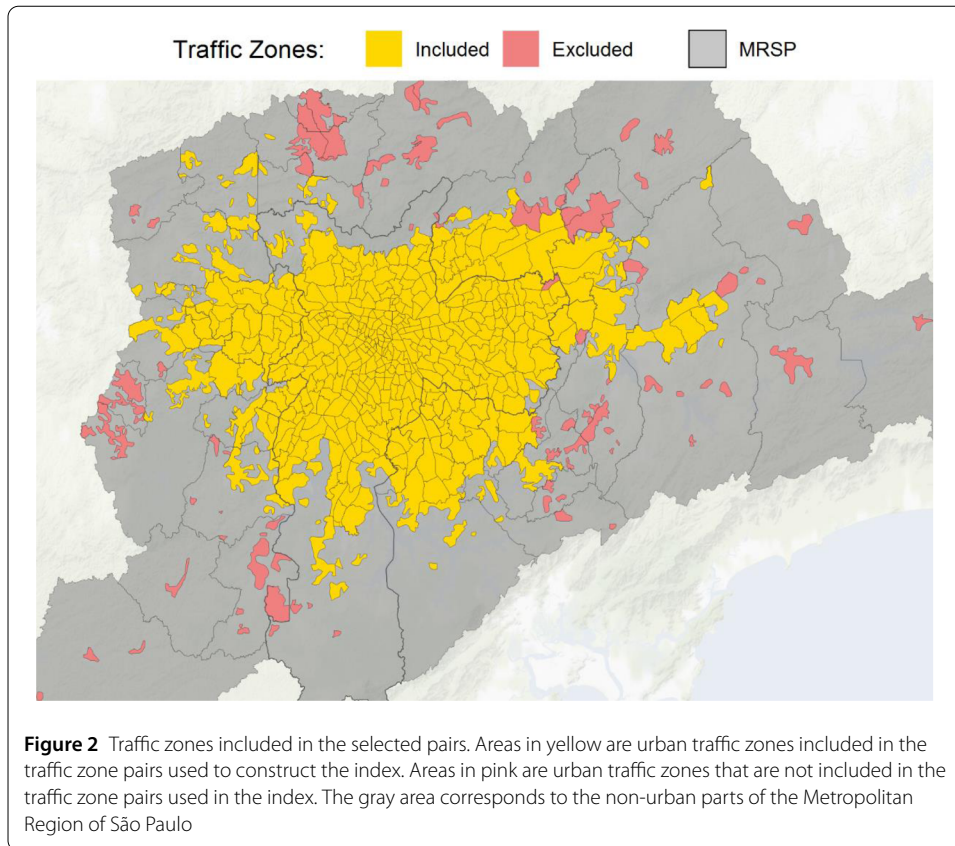 Traffic Zones: Included Excluded MRSP
Figure 2 Traffic zones included in the selected pairs. Areas in yellow are urban traffic zones included in the
traffic zone pairs used to construct the index. Areas in pink are urban traffic zones that are not included in the
traffic zone pairs used in the index. The gray area corresponds to the non-urban parts of the Metropolitan
Region of São Paulo